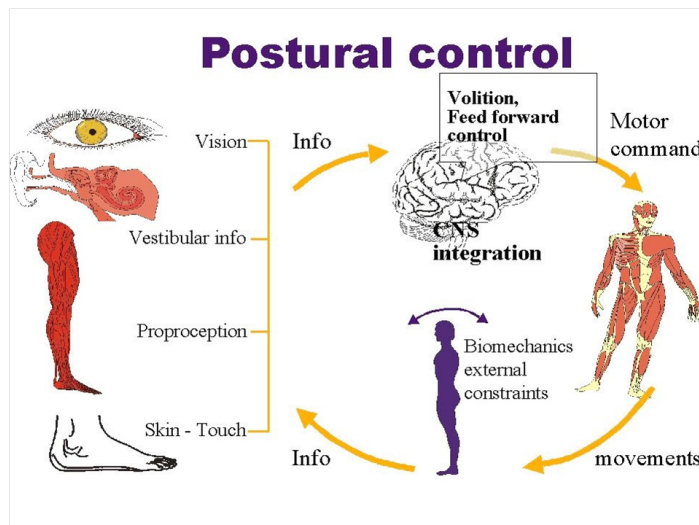 Postural control
Vision
Vestibular info
Proproception
Skin - Touch
Info
Volition,
Feed forward
control
CNS
integration
Motor
command
Biomechanics
external
constraints
movements
Info